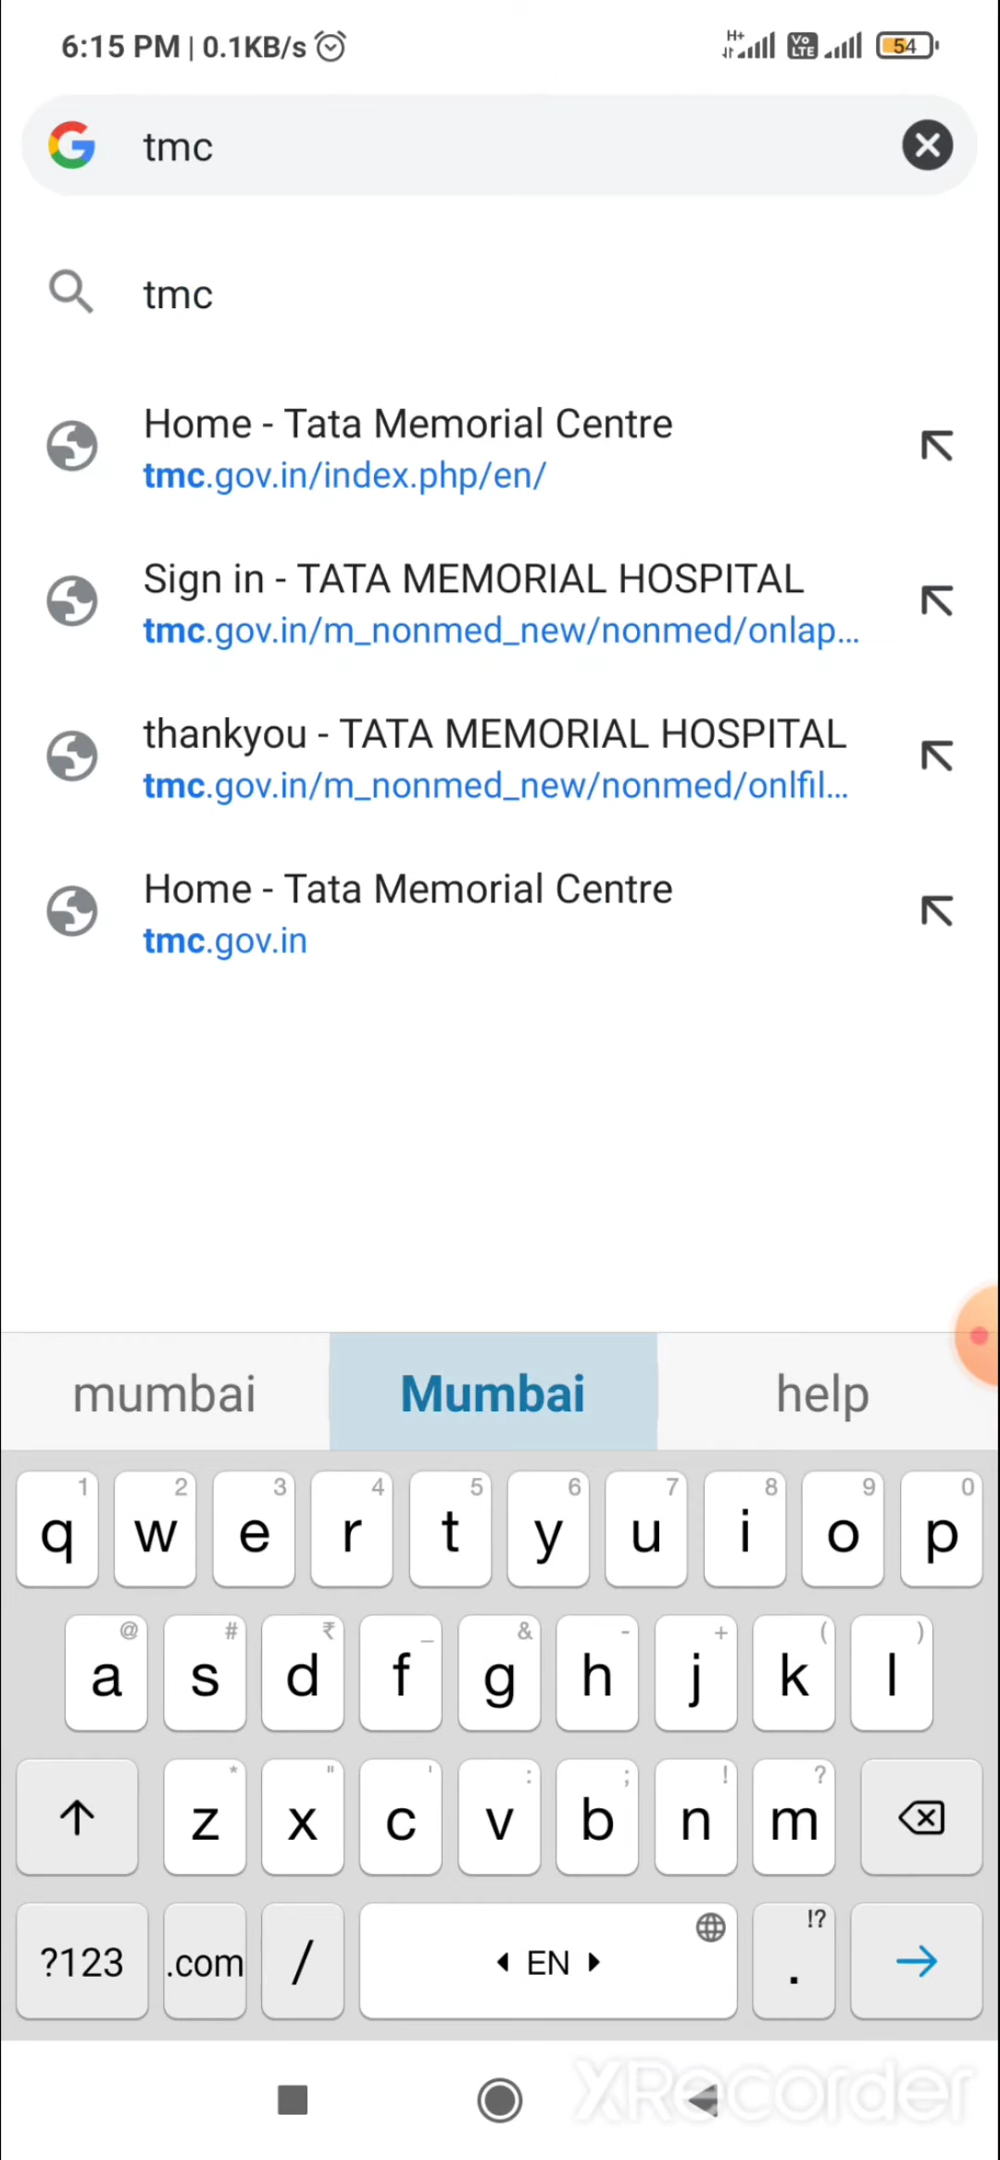 6:15 PM | 0.1KB/s H+ Vo LTE 54
tmc
tmc
Home - Tata Memorial Centre
tmc.gov.in/index.php/en/
Sign in - TATA MEMORIAL HOSPITAL
tmc.gov.in/m_nonmed_new/nonmed/onlap...
thankyou - TATA MEMORIAL HOSPITAL
tmc.gov.in/m_nonmed_new/nonmed/onlfil...
Home - Tata Memorial Centre
tmc.gov.in
mumbai Mumbai help
1 2 3 4 5 6 7 8 9 0
q w e r t y u i o p
@ # ₹ _ & - + ( )
a s d f g h j k l
* " ' : ; ! ?
z x c v b n m
!?
?123 .com / EN .
XRecorder